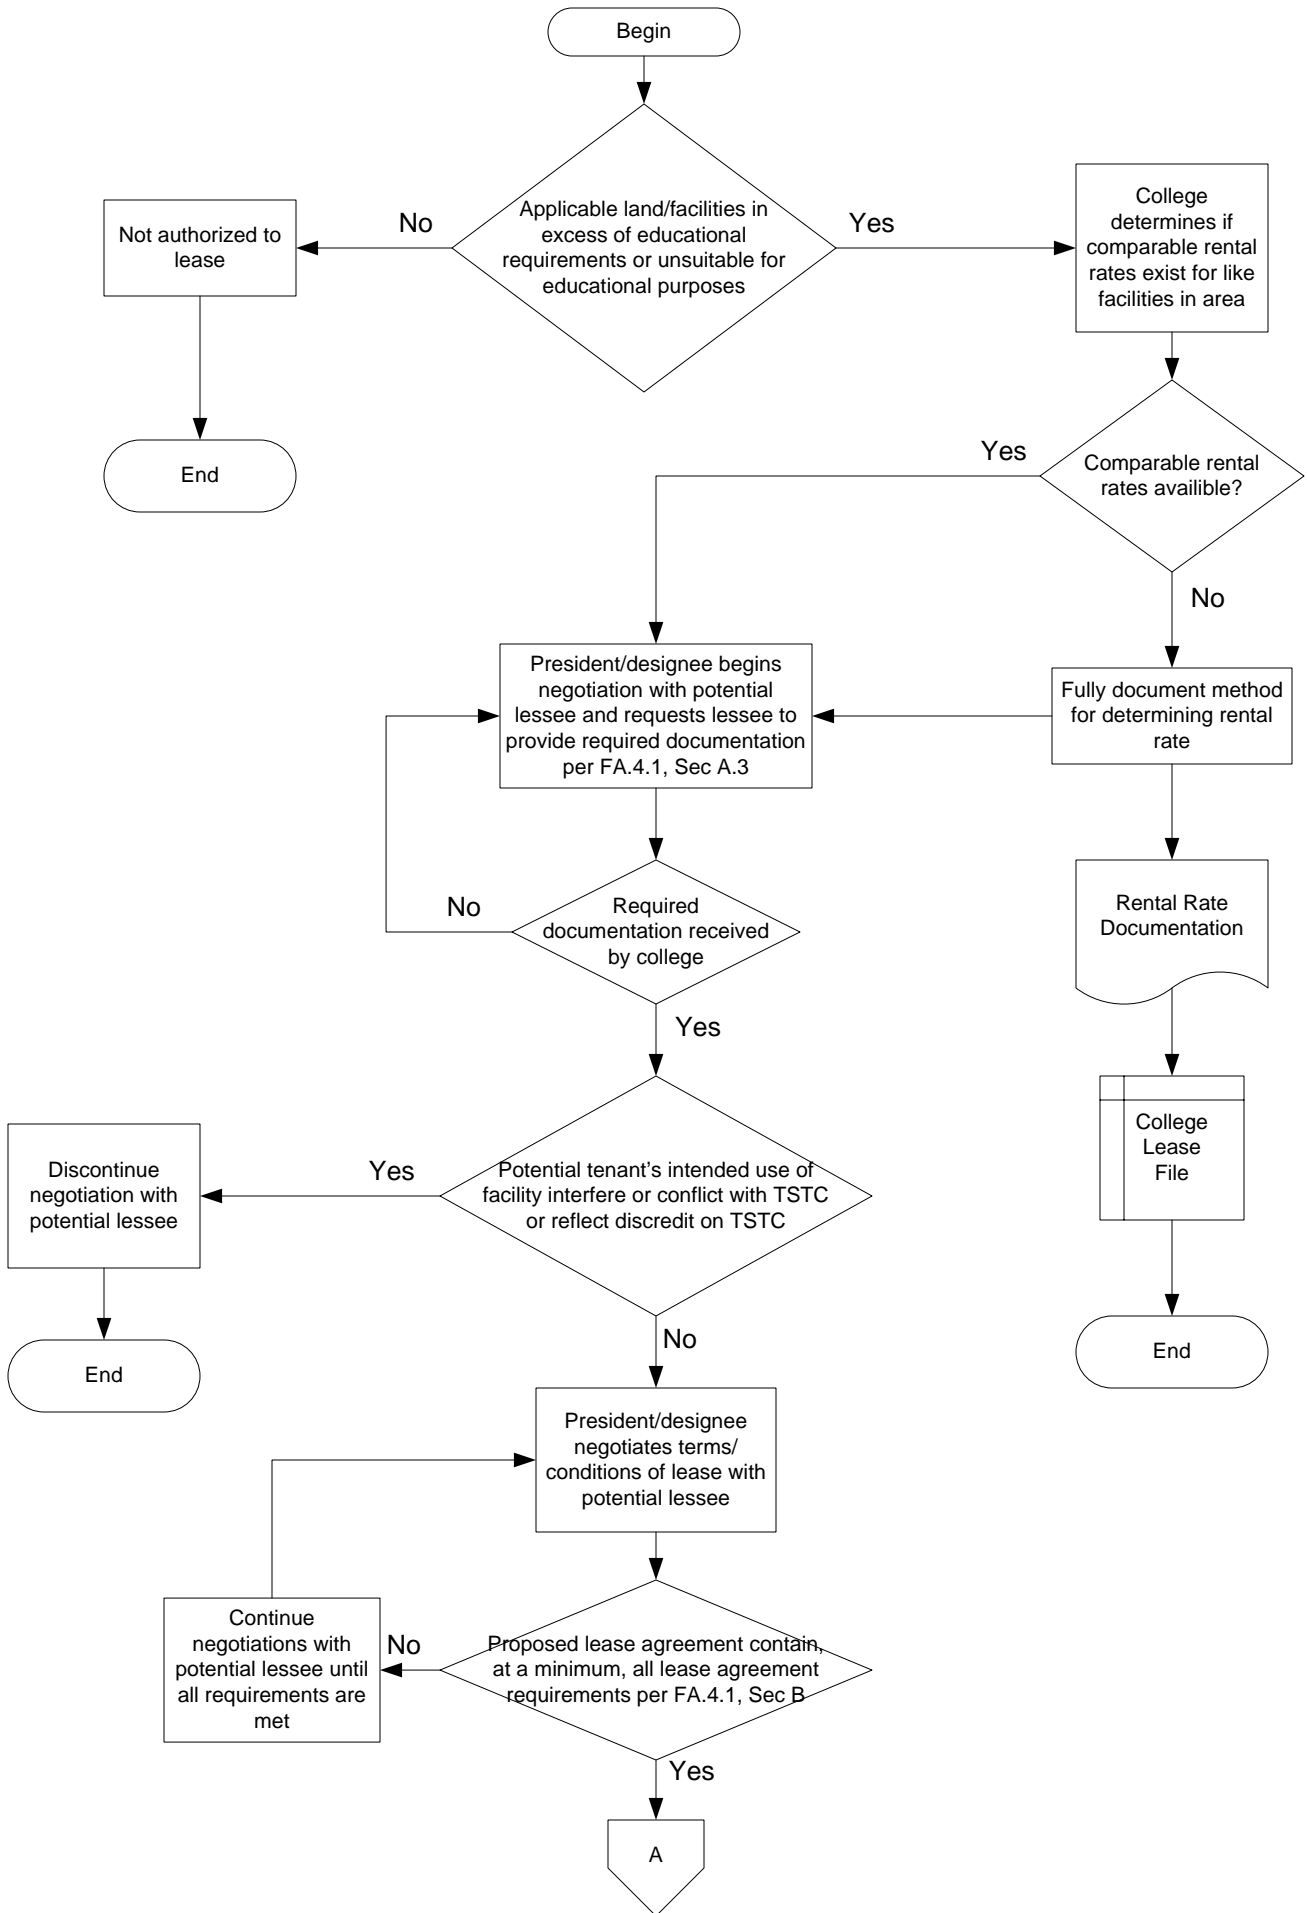 Begin
Applicable land/facilities in
excess of educational
requirements or unsuitable for
educational purposes
No
Yes
Not authorized to
lease
End
College
determines if
comparable rental
rates exist for like
facilities in area
Comparable rental
rates availible?
Yes
No
President/designee begins
negotiation with potential
lessee and requests lessee to
provide required documentation
per FA.4.1, Sec A.3
Fully document method
for determining rental
rate
Required
documentation received
by college
No
Yes
Rental Rate
Documentation
College
Lease
File
End
Potential tenant's intended use of
facility interfere or conflict with TSTC
or reflect discredit on TSTC
Yes
Discontinue
negotiation with
potential lessee
End
No
President/designee
negotiates terms/
conditions of lease with
potential lessee
Proposed lease agreement contain,
at a minimum, all lease agreement
requirements per FA.4.1, Sec B
No
Continue
negotiations with
potential lessee until
all requirements are
met
Yes
A